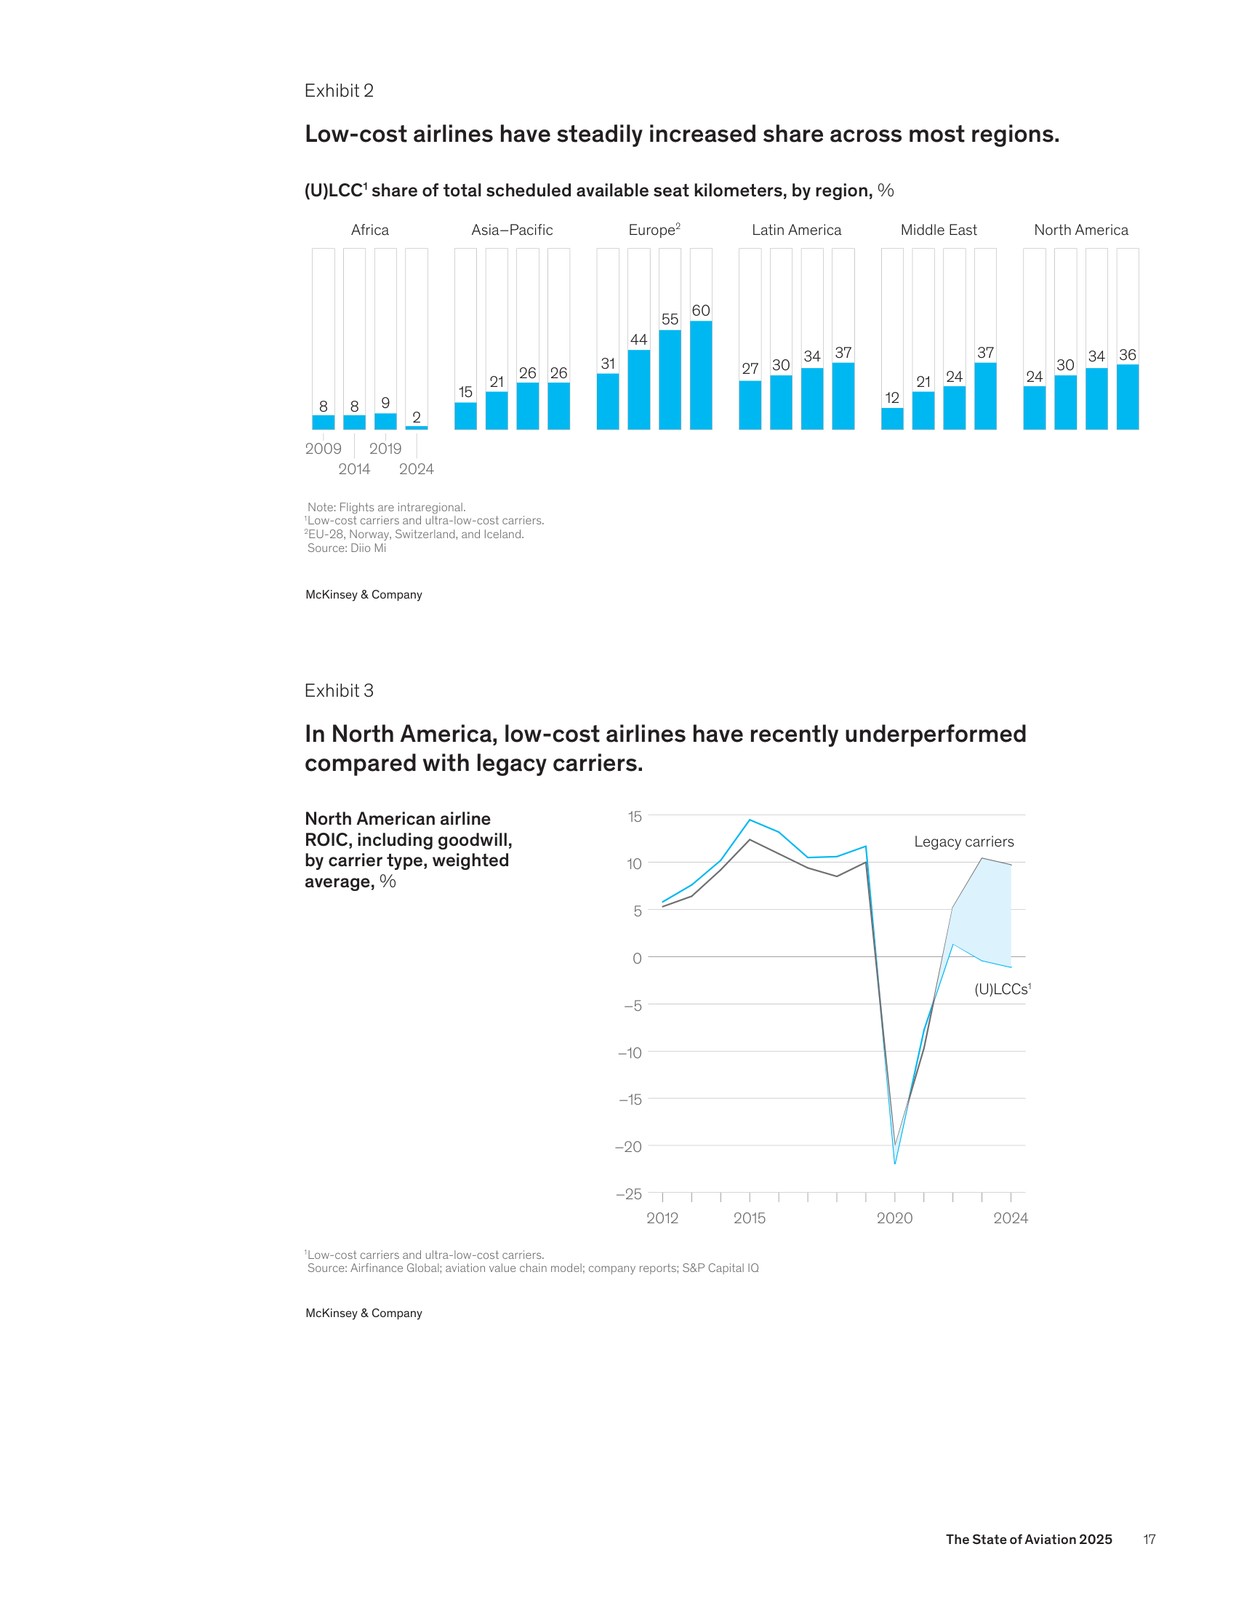 Exhibit 2
Low-cost airlines have steadily increased share across most regions.
(U)LCC¹ share of total scheduled available seat kilometers, by region, %
Africa
Asia–Pacific
Europe²
Latin America
Middle East
North America
8 8 9 2
15 21 26 26
31 44 55 60
27 30 34 37
12 21 24 37
24 30 34 36
2009 2019
2014 2024
Note: Flights are intraregional.
¹Low-cost carriers and ultra-low-cost carriers.
²EU-28, Norway, Switzerland, and Iceland.
Source: Diio Mi
McKinsey & Company
Exhibit 3
In North America, low-cost airlines have recently underperformed
compared with legacy carriers.
North American airline
ROIC, including goodwill,
by carrier type, weighted
average, %
15
10
5
0
–5
–10
–15
–20
–25
Legacy carriers
(U)LCCs¹
2012 2015 2020 2024
¹Low-cost carriers and ultra-low-cost carriers.
Source: Airfinance Global; aviation value chain model; company reports; S&P Capital IQ
McKinsey & Company
The State of Aviation 2025 17